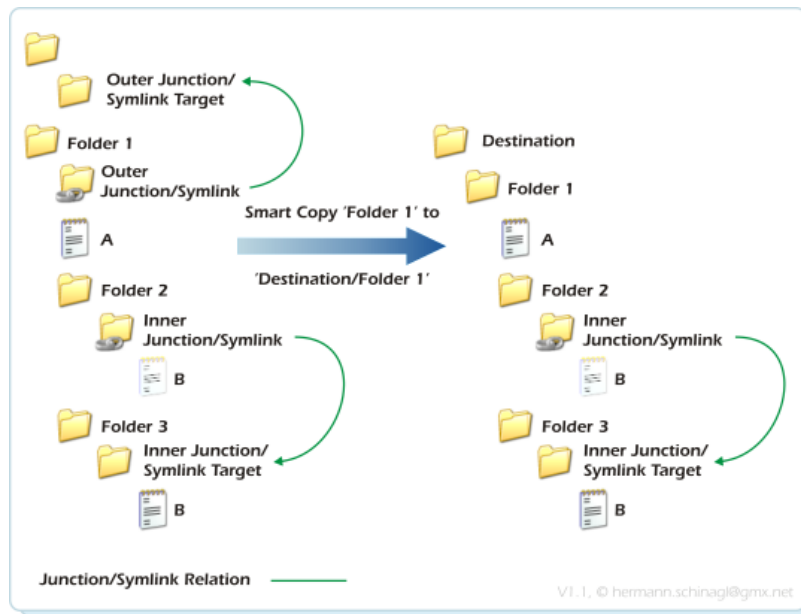 Outer Junction/
Symlink Target
Folder 1
Outer
Junction/Symlink
A
Folder 2
Inner
Junction/Symlink
B
Folder 3
Inner Junction/
Symlink Target
B
Smart Copy 'Folder 1' to
'Destination/Folder 1'
Destination
Folder 1
A
Folder 2
Inner
Junction/Symlink
B
Folder 3
Inner Junction/
Symlink Target
B
Junction/Symlink Relation
V1.1, © hermann.schinagl@gmx.net